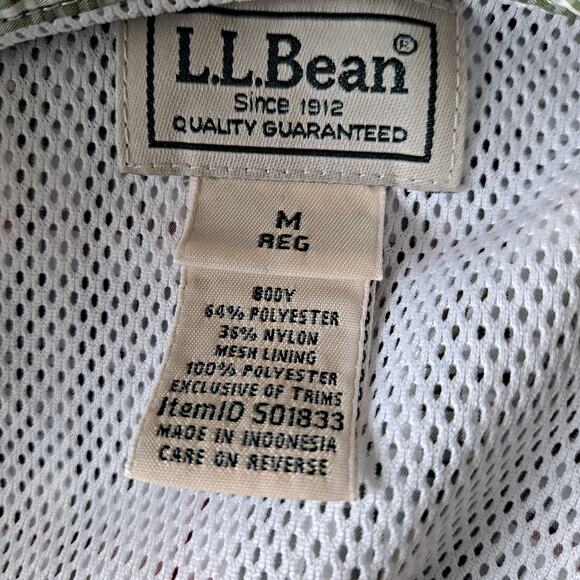 L.L.Bean®
Since 1912
QUALITY GUARANTEED
M
REG
BODY
64% POLYESTER
36% NYLON
MESH LINING
100% POLYESTER
EXCLUSIVE OF TRIMS
ItemID 501833
MADE IN INDONESIA
CARE ON REVERSE